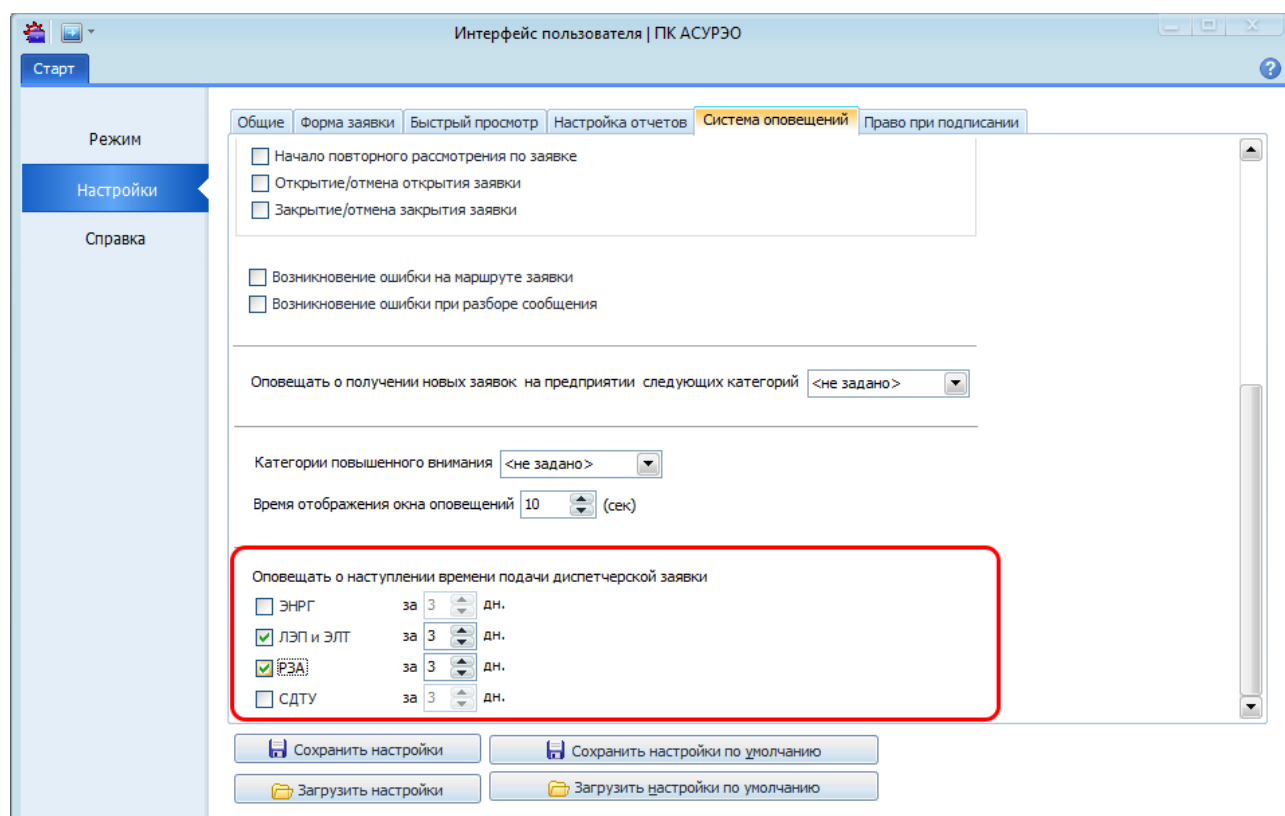 Интерфейс пользователя | ПК АСУРЭО
Старт
Режим
Настройки
Справка
Общие Форма заявки Быстрый просмотр Настройка отчетов Система оповещений Право при подписании
Начало повторного рассмотрения по заявке
Открытие/отмена открытия заявки
Закрытие/отмена закрытия заявки
Возникновение ошибки на маршруте заявки
Возникновение ошибки при разборе сообщения
Оповещать о получении новых заявок на предприятии следующих категорий <не задано>
Категории повышенного внимания <не задано>
Время отображения окна оповещений 10 (сек)
Оповещать о наступлении времени подачи диспетчерской заявки
ЭНРГ за 3 дн.
ЛЭП и ЭЛТ за 3 дн.
РЗА за 3 дн.
СДТУ за 3 дн.
Сохранить настройки Сохранить настройки по умолчанию
Загрузить настройки Загрузить настройки по умолчанию